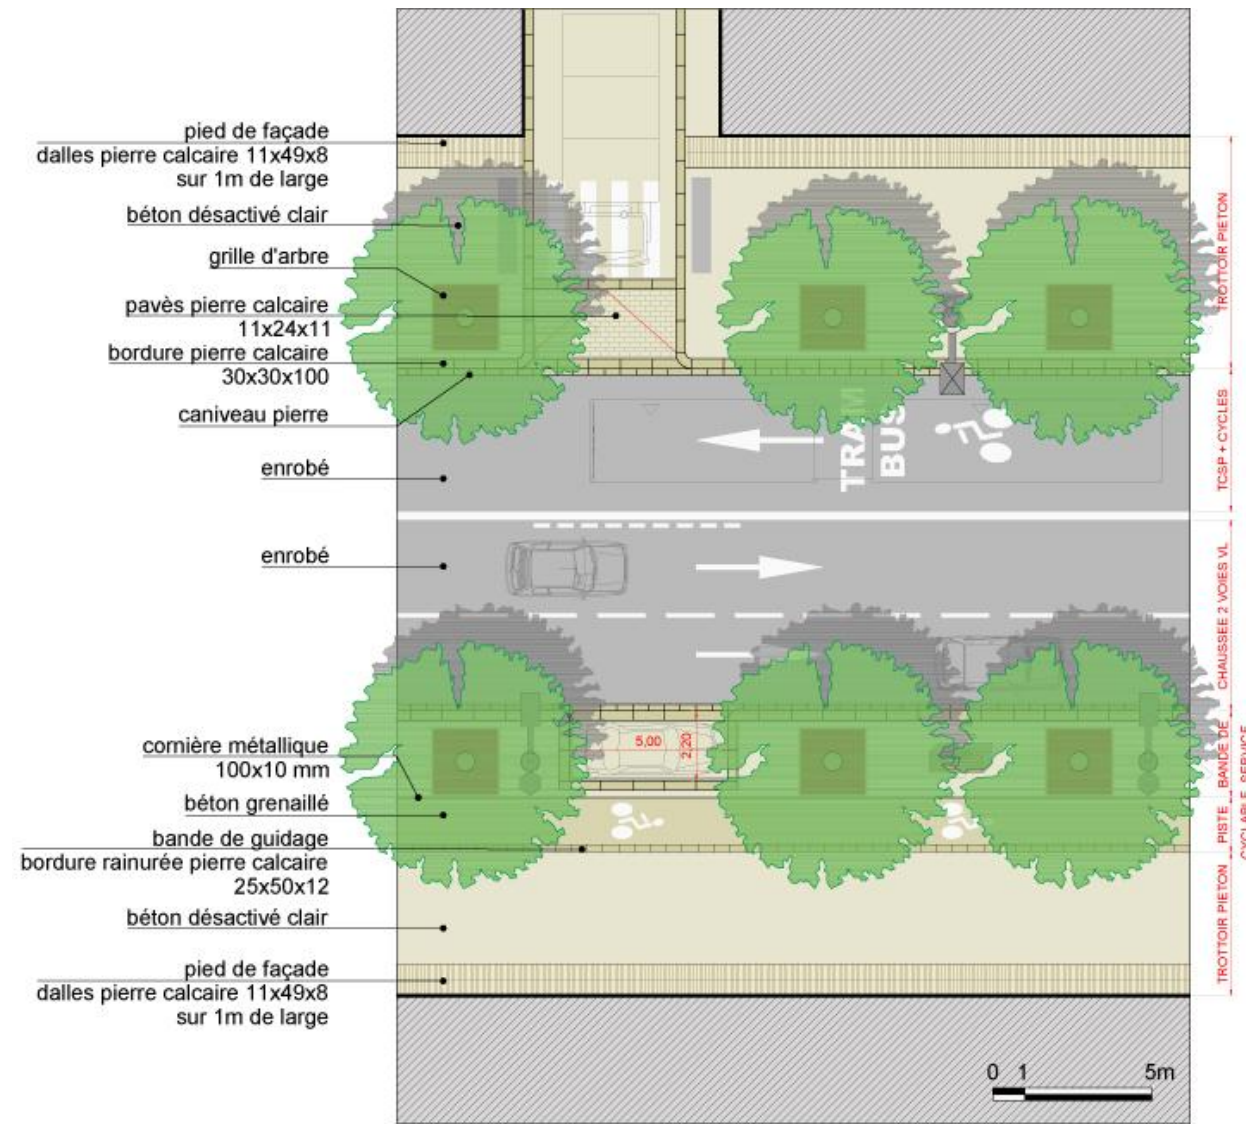 pied de façade
dalles pierre calcaire 11x49x8
sur 1m de large
béton désactivé clair
grille d'arbre
pavès pierre calcaire
11x24x11
bordure pierre calcaire
30x30x100
caniveau pierre
enrobé
enrobé
cornière métallique
100x10 mm
béton grenaillé
bande de guidage
bordure rainurée pierre calcaire
25x50x12
béton désactivé clair
pied de façade
dalles pierre calcaire 11x49x8
sur 1m de large
TRAM
BUS
5,00
2,20
TROTTOIR PIETON
TCSP + CYCLES
CHAUSSEE 2 VOIES VL
BANDE DE
SERVICE
PISTE
CYCLABLE
TROTTOIR PIETON
0 1 5m